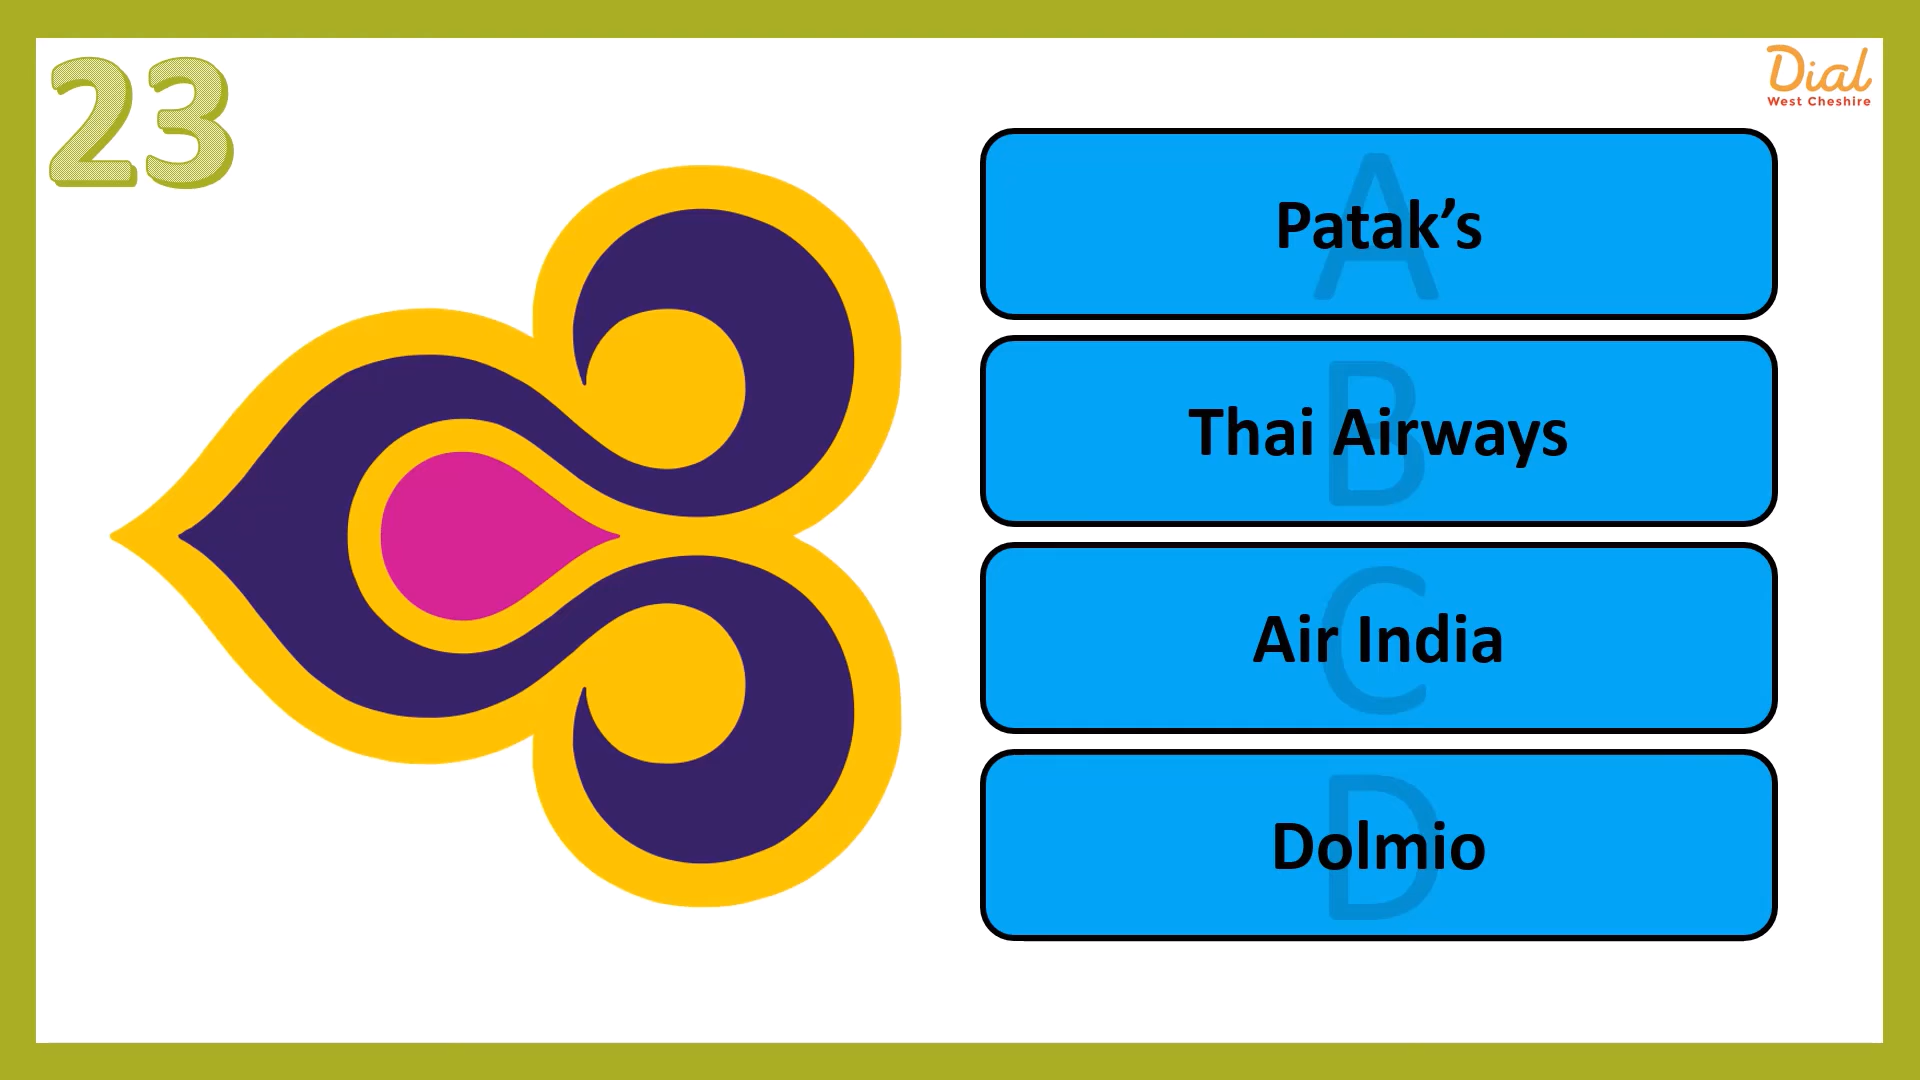 23
Dial
West Cheshire
A
Patak’s
B
Thai Airways
C
Air India
D
Dolmio